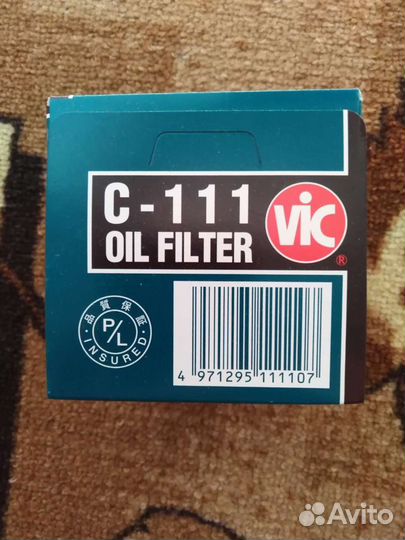 C-111
OIL FILTER
VIC
®
品質保証
P/L
INSURED
4 971295 111107
Avito